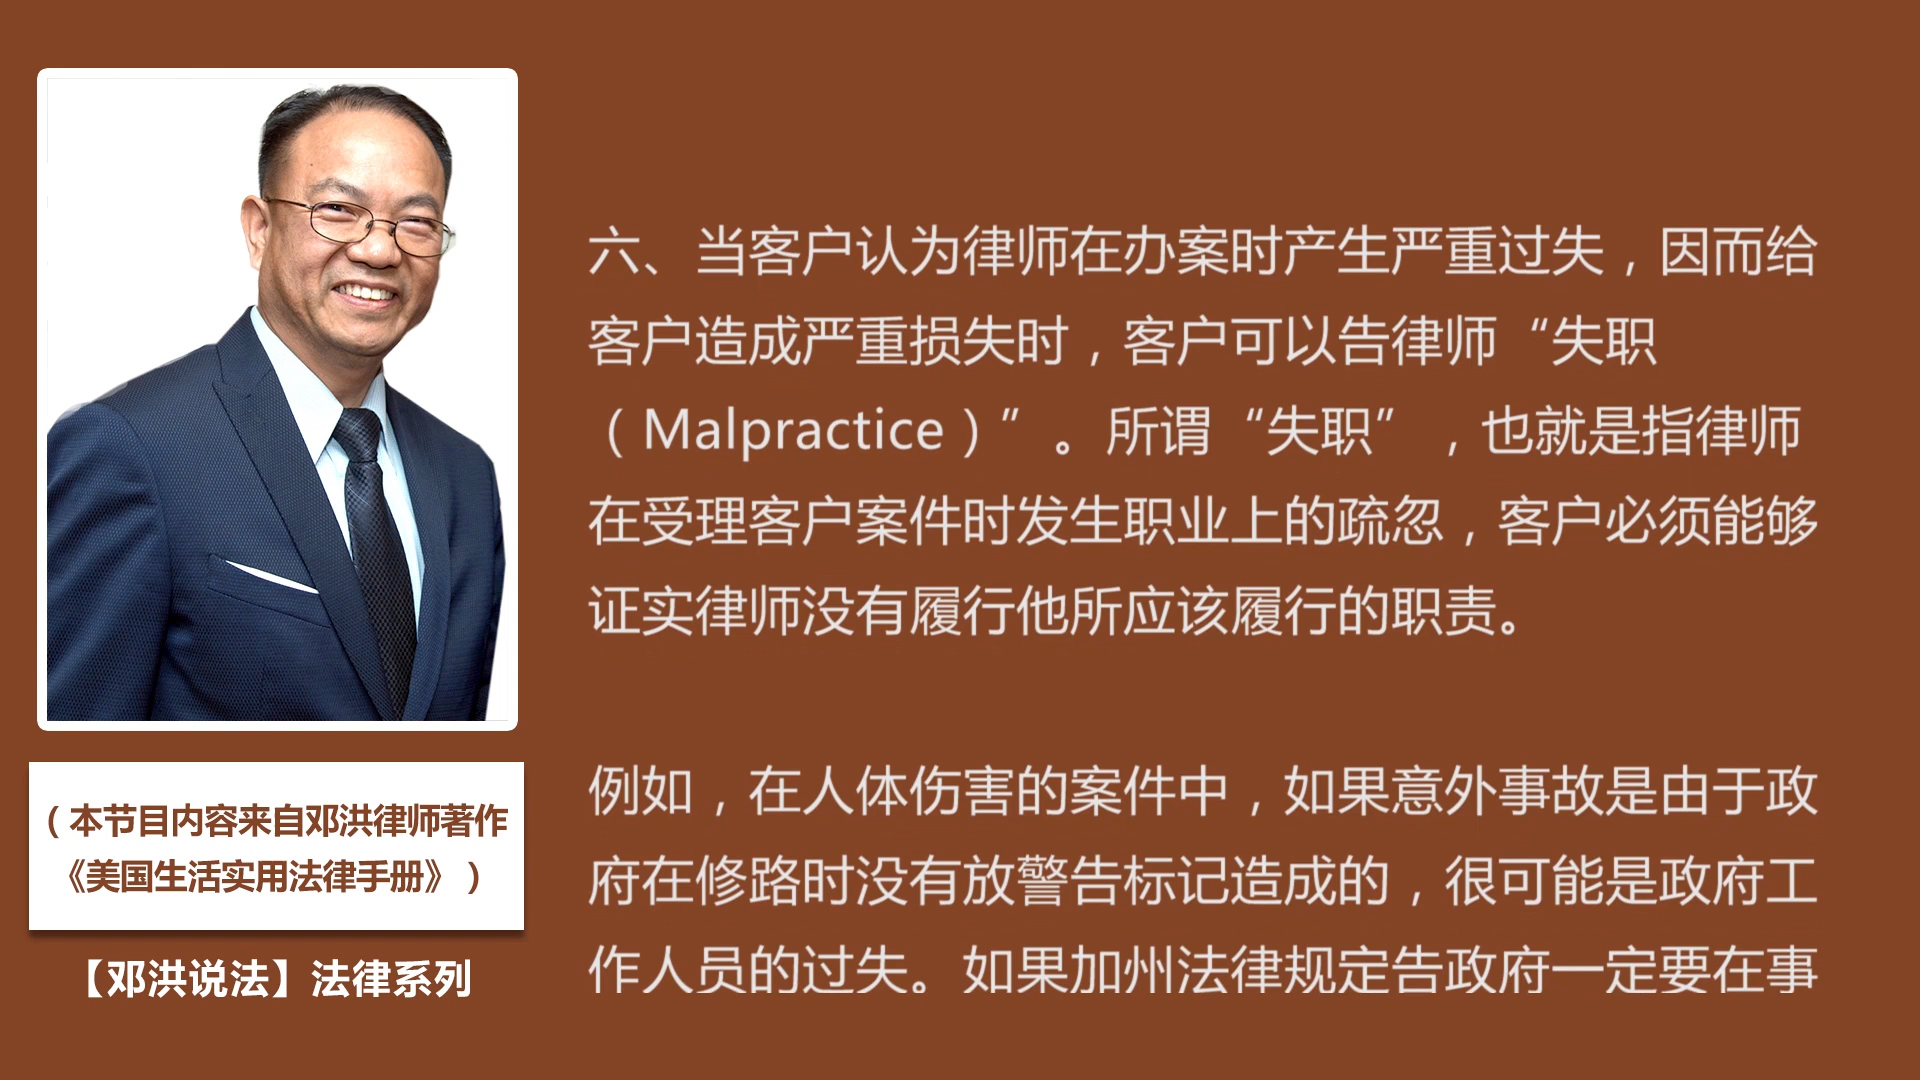 六、当客户认为律师在办案时产生严重过失，因而给
客户造成严重损失时，客户可以告律师“失职
（Malpractice）”。所谓“失职”，也就是指律师
在受理客户案件时发生职业上的疏忽，客户必须能够
证实律师没有履行他所应该履行的职责。
例如，在人体伤害的案件中，如果意外事故是由于政
府在修路时没有放警告标记造成的，很可能是政府工
作人员的过失。如果加州法律规定告政府一定要在事
（本节目内容来自邓洪律师著作
《美国生活实用法律手册》）
【邓洪说法】法律系列